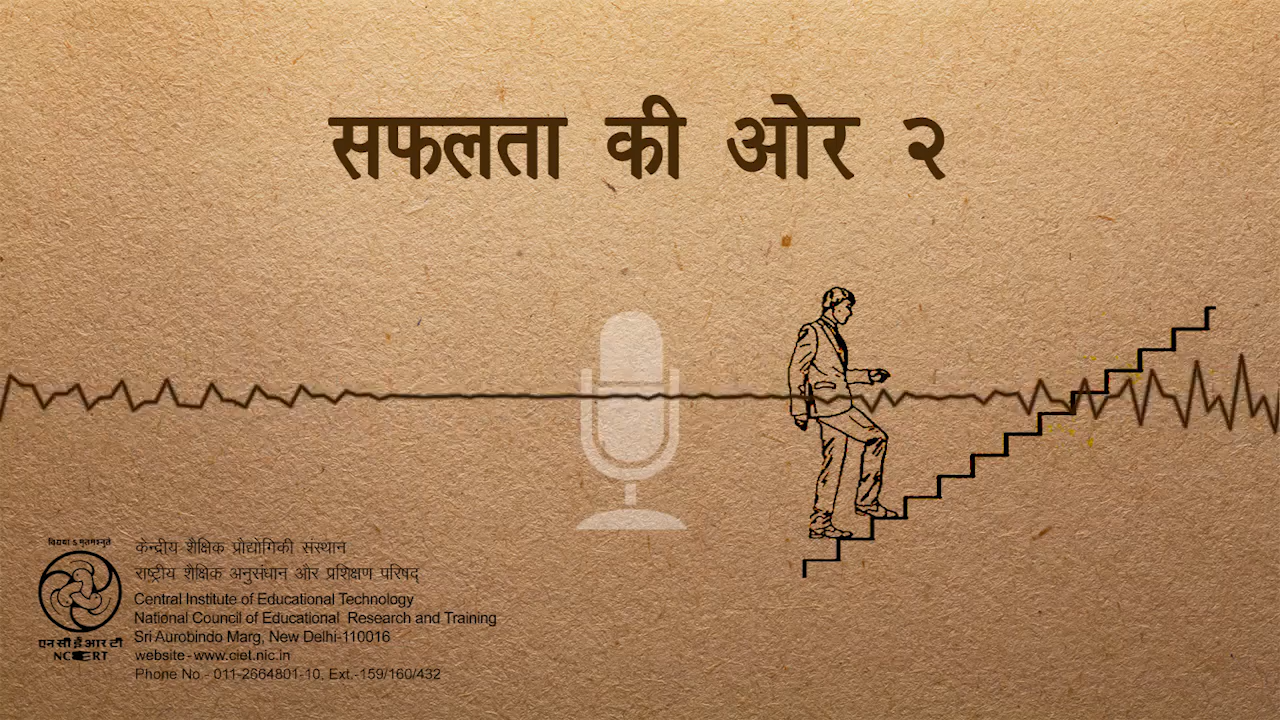 सफलता की ओर २
विद्यया ऽ मृतमश्नुते
एन सी ई आर टी
NCERT
केन्द्रीय शैक्षिक प्रौद्योगिकी संस्थान
राष्ट्रीय शैक्षिक अनुसंधान और प्रशिक्षण परिषद्
Central Institute of Educational Technology
National Council of Educational Research and Training
Sri Aurobindo Marg, New Delhi-110016
website-www.ciet.nic.in
Phone No.- 011-2664801-10, Ext.-159/160/432